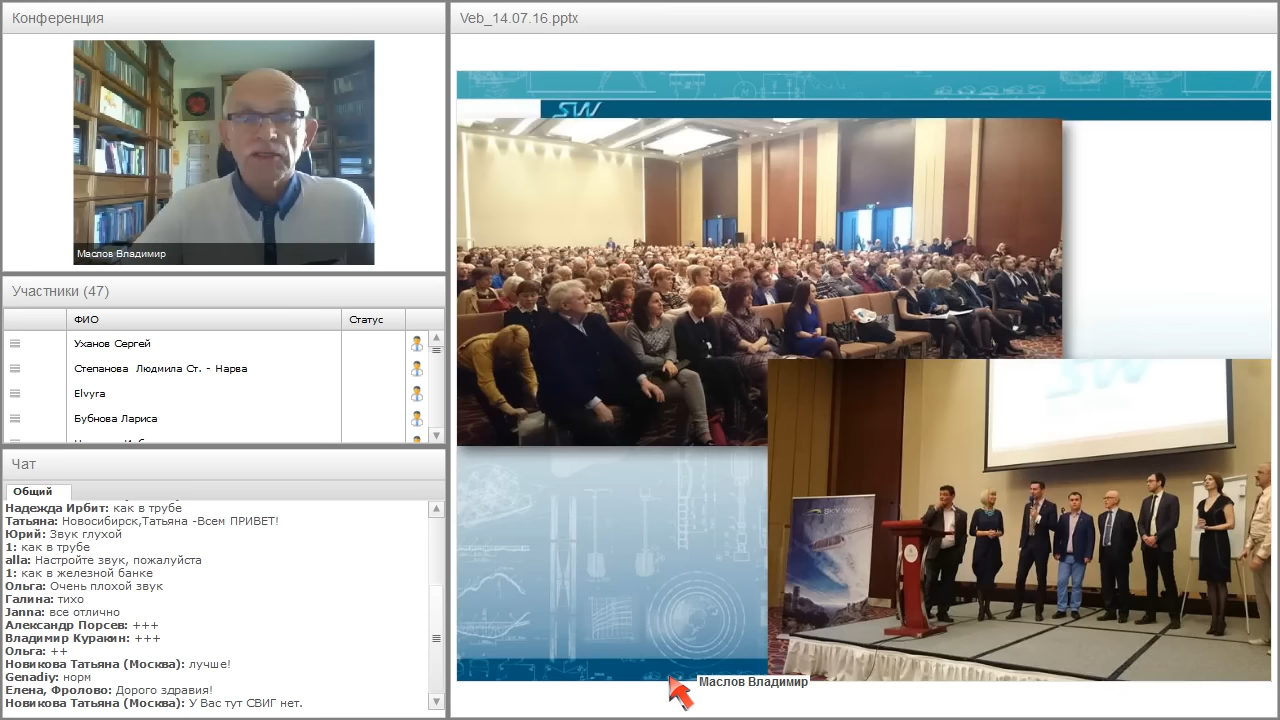 Конференция
Маслов Владимир
Участники (47)
ФИО
Статус
Уханов Сергей
Степанова Людмила Ст. - Нарва
Elvyra
Бубнова Лариса
Чат
Общий
Надежда Ирбит: как в трубе
Татьяна: Новосибирск,Татьяна -Всем ПРИВЕТ!
Юрий: Звук глухой
1: как в трубе
alla: Настройте звук, пожалуйста
1: как в железной банке
Ольга: Очень плохой звук
Галина: тихо
Janna: все отлично
Александр Порсев: +++
Владимир Куракин: +++
Ольга: ++
Новикова Татьяна (Москва): лучше!
Genadiy: норм
Елена, Фролово: Дорого здравия!
Новикова Татьяна (Москва): У Вас тут СВИГ нет.
Veb_14.07.16.pptx
SW
SW
SKY WAY
Маслов Владимир